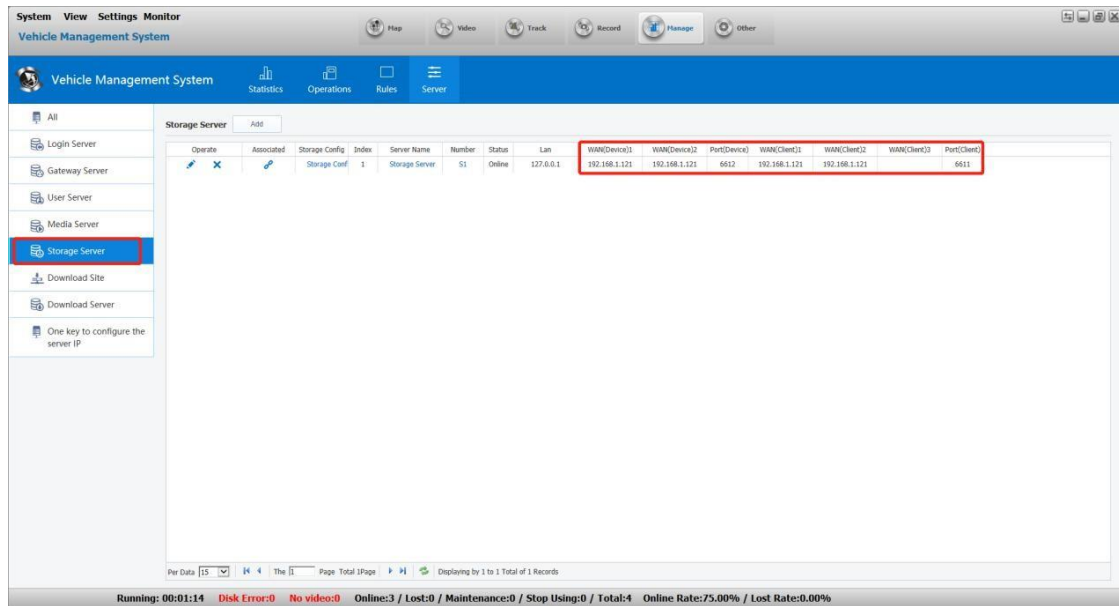 System View Settings Monitor
Vehicle Management System
Map Video Track Record Manage Other
Vehicle Management System
Statistics Operations Rules Server
All
Login Server
Gateway Server
User Server
Media Server
Storage Server
Download Site
Download Server
One key to configure the
server IP
Storage Server Add
Operate Associated Storage Config Index Server Name Number Status Lan WAN(Device)1 WAN(Device)2 Port(Device) WAN(Client)1 WAN(Client)2 WAN(Client)3 Port(Client)
Storage Conf 1 Storage Server S1 Online 127.0.0.1 192.168.1.121 192.168.1.121 6612 192.168.1.121 192.168.1.121 6611
Per Data 15 The 1 Page Total 1Page Displaying by 1 to 1 Total of 1 Records
Running: 00:01:14 Disk Error:0 No video:0 Online:3 / Lost:0 / Maintenance:0 / Stop Using:0 / Total:4 Online Rate:75.00% / Lost Rate:0.00%